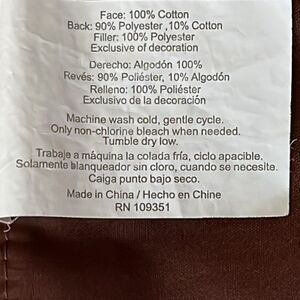 Face: 100% Cotton
Back: 90% Polyester ,10% Cotton
Filler: 100% Polyester
Exclusive of decoration
Derecho: Algodón 100%
Revés: 90% Poliéster, 10% Algodón
Relleno: 100% Poliéster
Exclusivo de la decoración
Machine wash cold, gentle cycle.
Only non-chlorine bleach when needed.
Tumble dry low.
Trabaje a máquina la colada fría, ciclo apacible.
Solamente blanqueador sin cloro, cuando se necesite.
Caiga punto bajo seco.
Made in China / Hecho en Chine
RN 109351